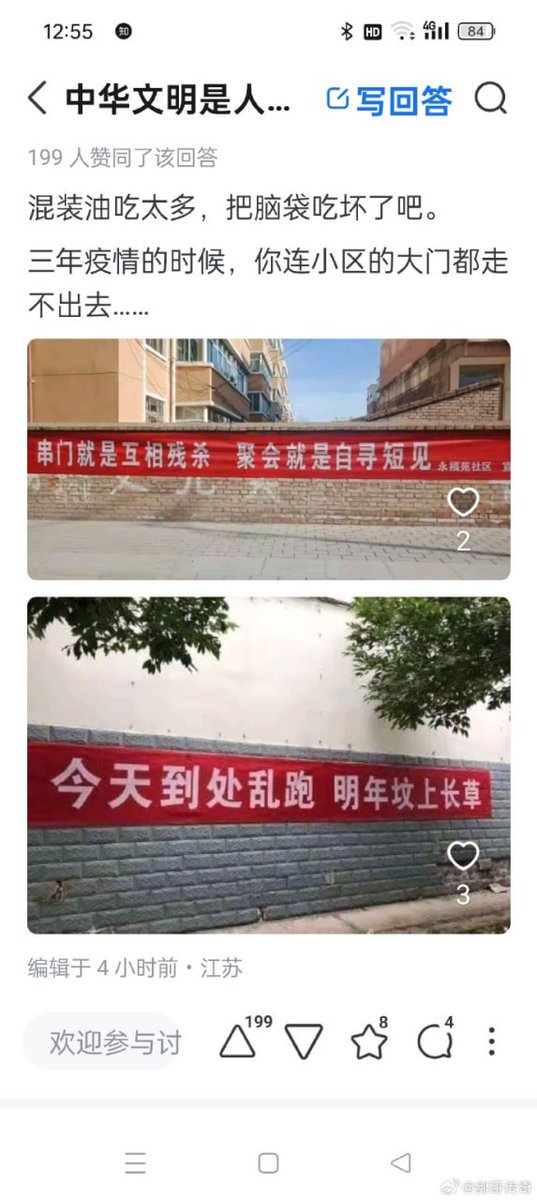 12:55 知 HD 4G 84
中华文明是人... 写回答
199 人赞同了该回答
混装油吃太多，把脑袋吃坏了吧。
三年疫情的时候，你连小区的大门都走
不出去......
串门就是互相残杀 聚会就是自寻短见 永福苑社区 宣
2
今天到处乱跑 明年坟上长草
3
编辑于 4 小时前・江苏
欢迎参与讨 199 8 4
@剑哥传奇